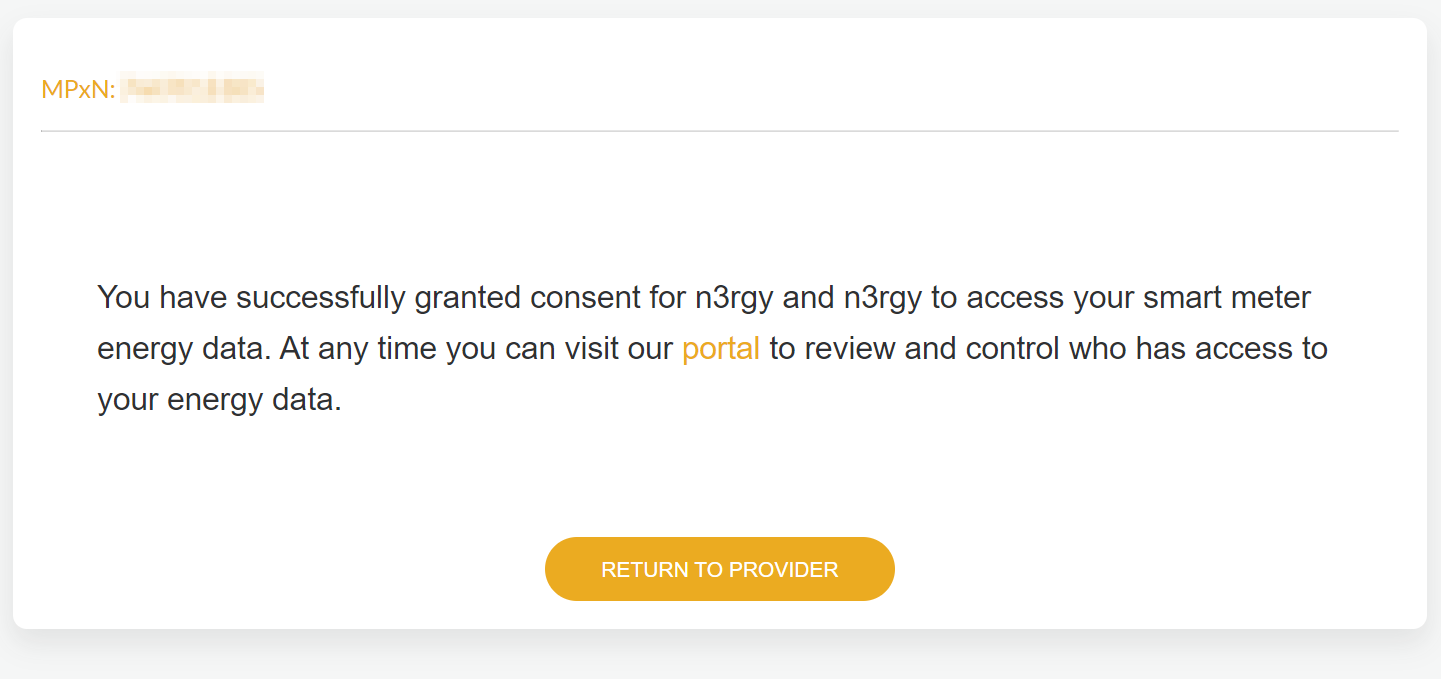 MPxN:
You have successfully granted consent for n3rgy and n3rgy to access your smart meter
energy data. At any time you can visit our portal to review and control who has access to
your energy data.
RETURN TO PROVIDER